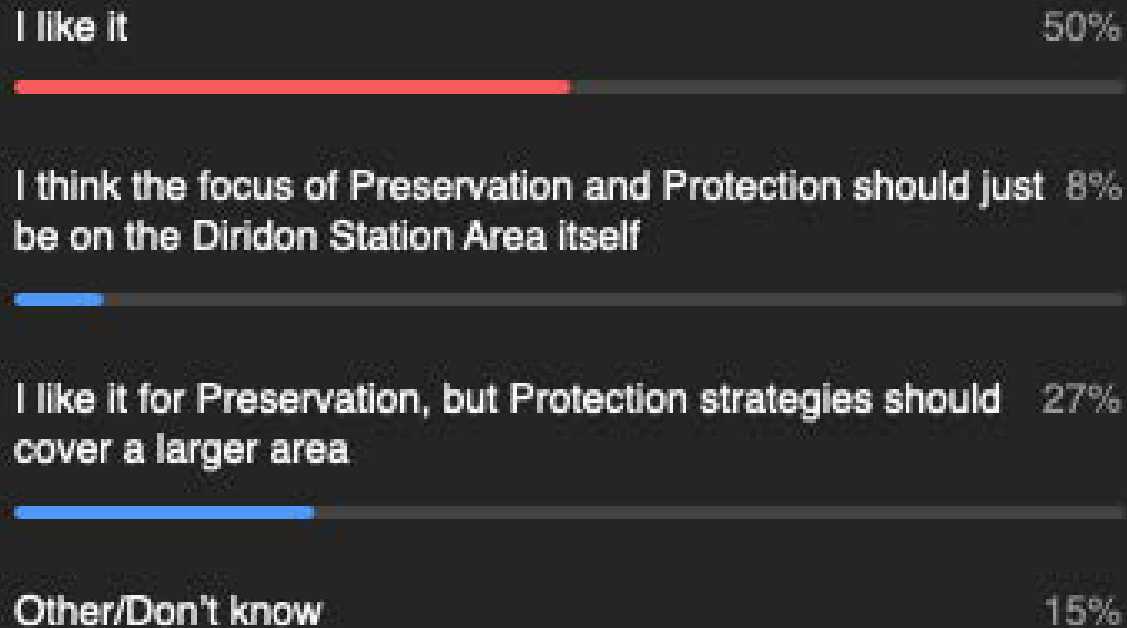 I like it 50%
I think the focus of Preservation and Protection should just 8%
be on the Diridon Station Area itself
I like it for Preservation, but Protection strategies should 27%
cover a larger area
Other/Don't know 15%